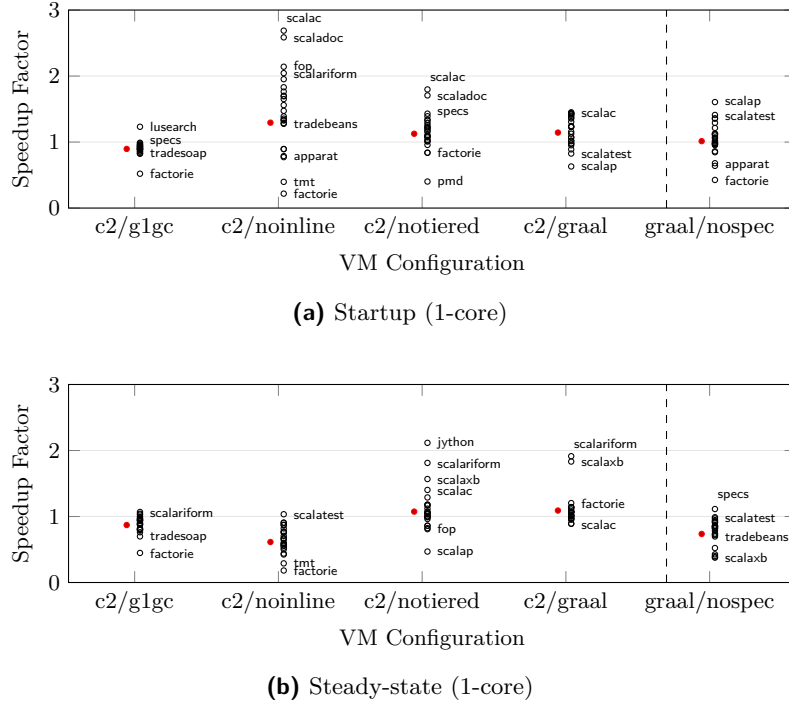 3
2
1
0
Speedup Factor
lusearch
specs
tradesoap
factorie
scalac
scaladoc
fop
scalariform
tradebeans
apparat
tmt
factorie
scalac
scaladoc
specs
factorie
pmd
scalac
scalatest
scalap
scalap
scalatest
apparat
factorie
c2/g1gc c2/noinline c2/notiered c2/graal graal/nospec
VM Configuration
(a) Startup (1-core)
3
2
1
0
Speedup Factor
scalariform
tradesoap
factorie
scalatest
tmt
factorie
jython
scalariform
scalaxb
scalac
fop
scalap
scalariform
scalaxb
factorie
scalac
specs
scalatest
tradebeans
scalaxb
c2/g1gc c2/noinline c2/notiered c2/graal graal/nospec
VM Configuration
(b) Steady-state (1-core)